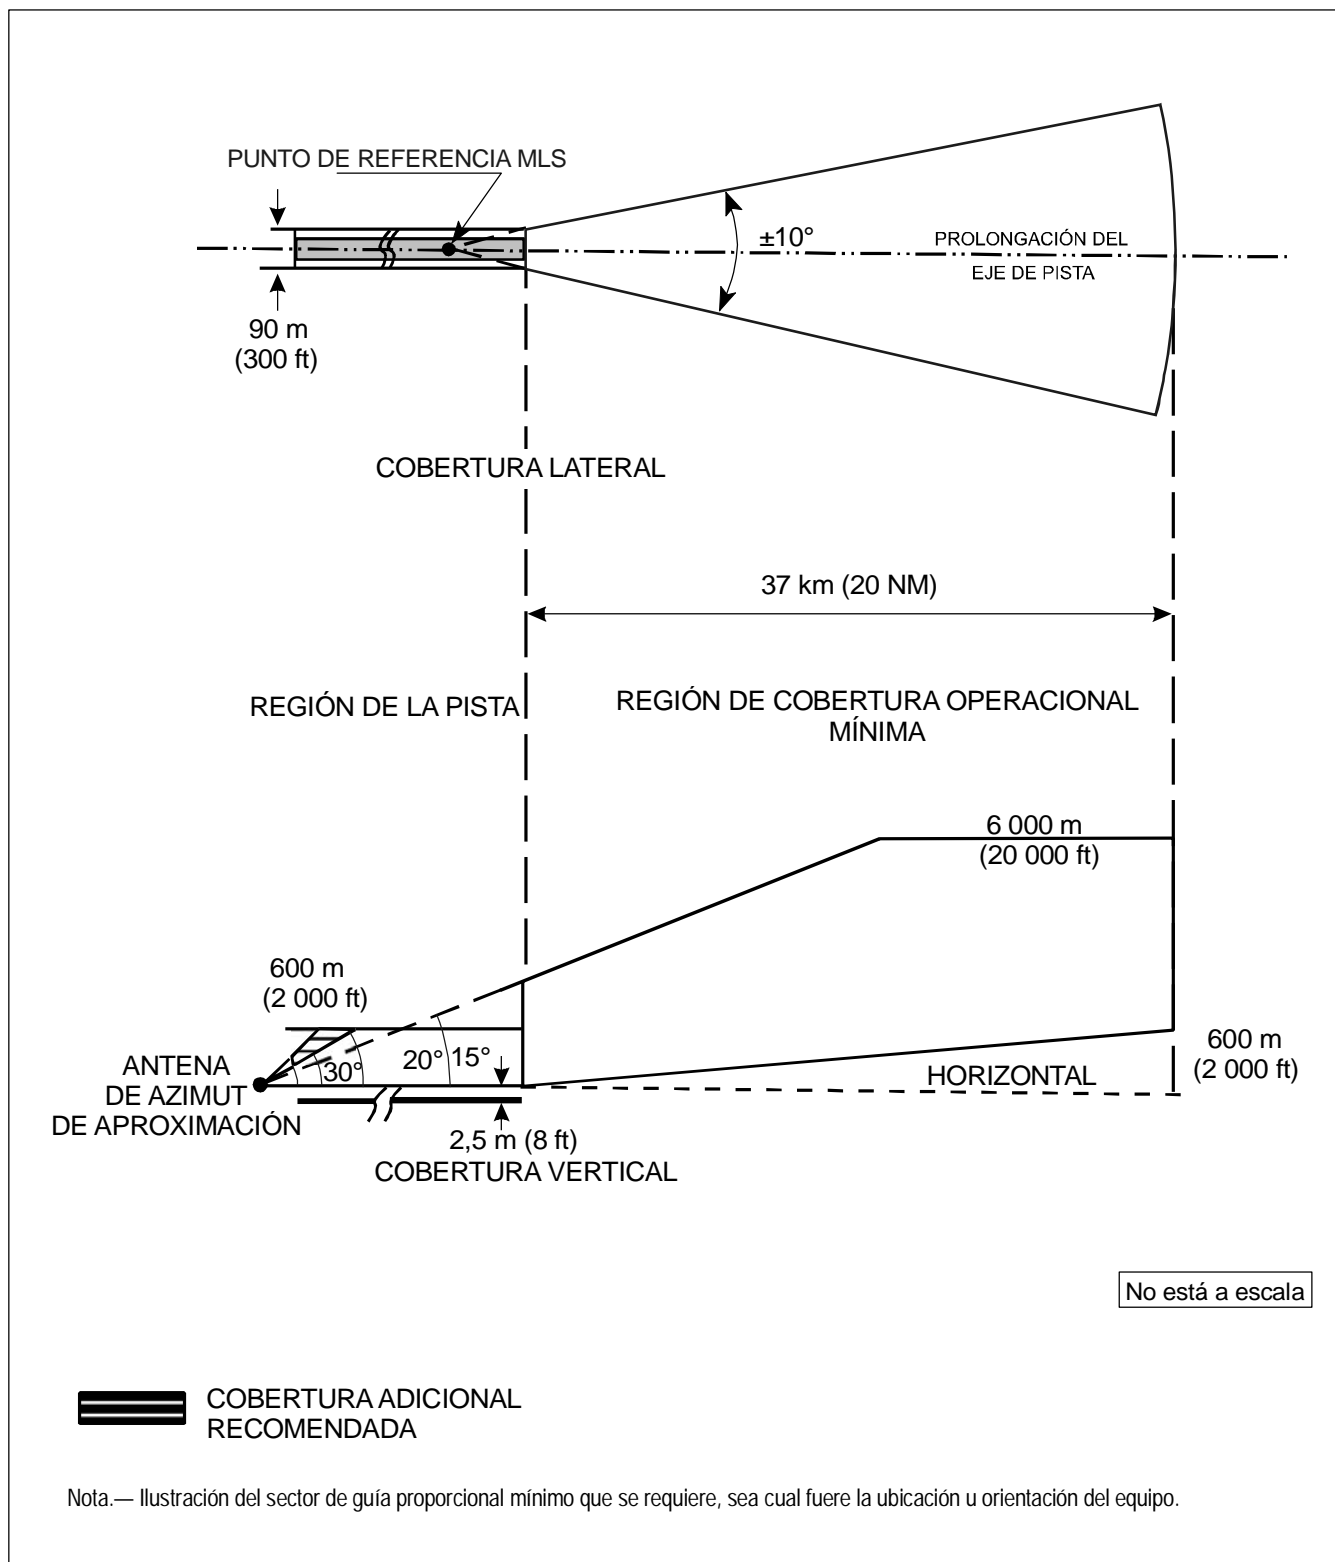 PUNTO DE REFERENCIA MLS
±10°
PROLONGACIÓN DEL
EJE DE PISTA
90 m
(300 ft)
COBERTURA LATERAL
37 km (20 NM)
REGIÓN DE LA PISTA
REGIÓN DE COBERTURA OPERACIONAL
MÍNIMA
6 000 m
(20 000 ft)
600 m
(2 000 ft)
20°
15°
30°
ANTENA
DE AZIMUT
DE APROXIMACIÓN
HORIZONTAL
600 m
(2 000 ft)
2,5 m (8 ft)
COBERTURA VERTICAL
No está a escala
COBERTURA ADICIONAL
RECOMENDADA
Nota.— Ilustración del sector de guía proporcional mínimo que se requiere, sea cual fuere la ubicación u orientación del equipo.